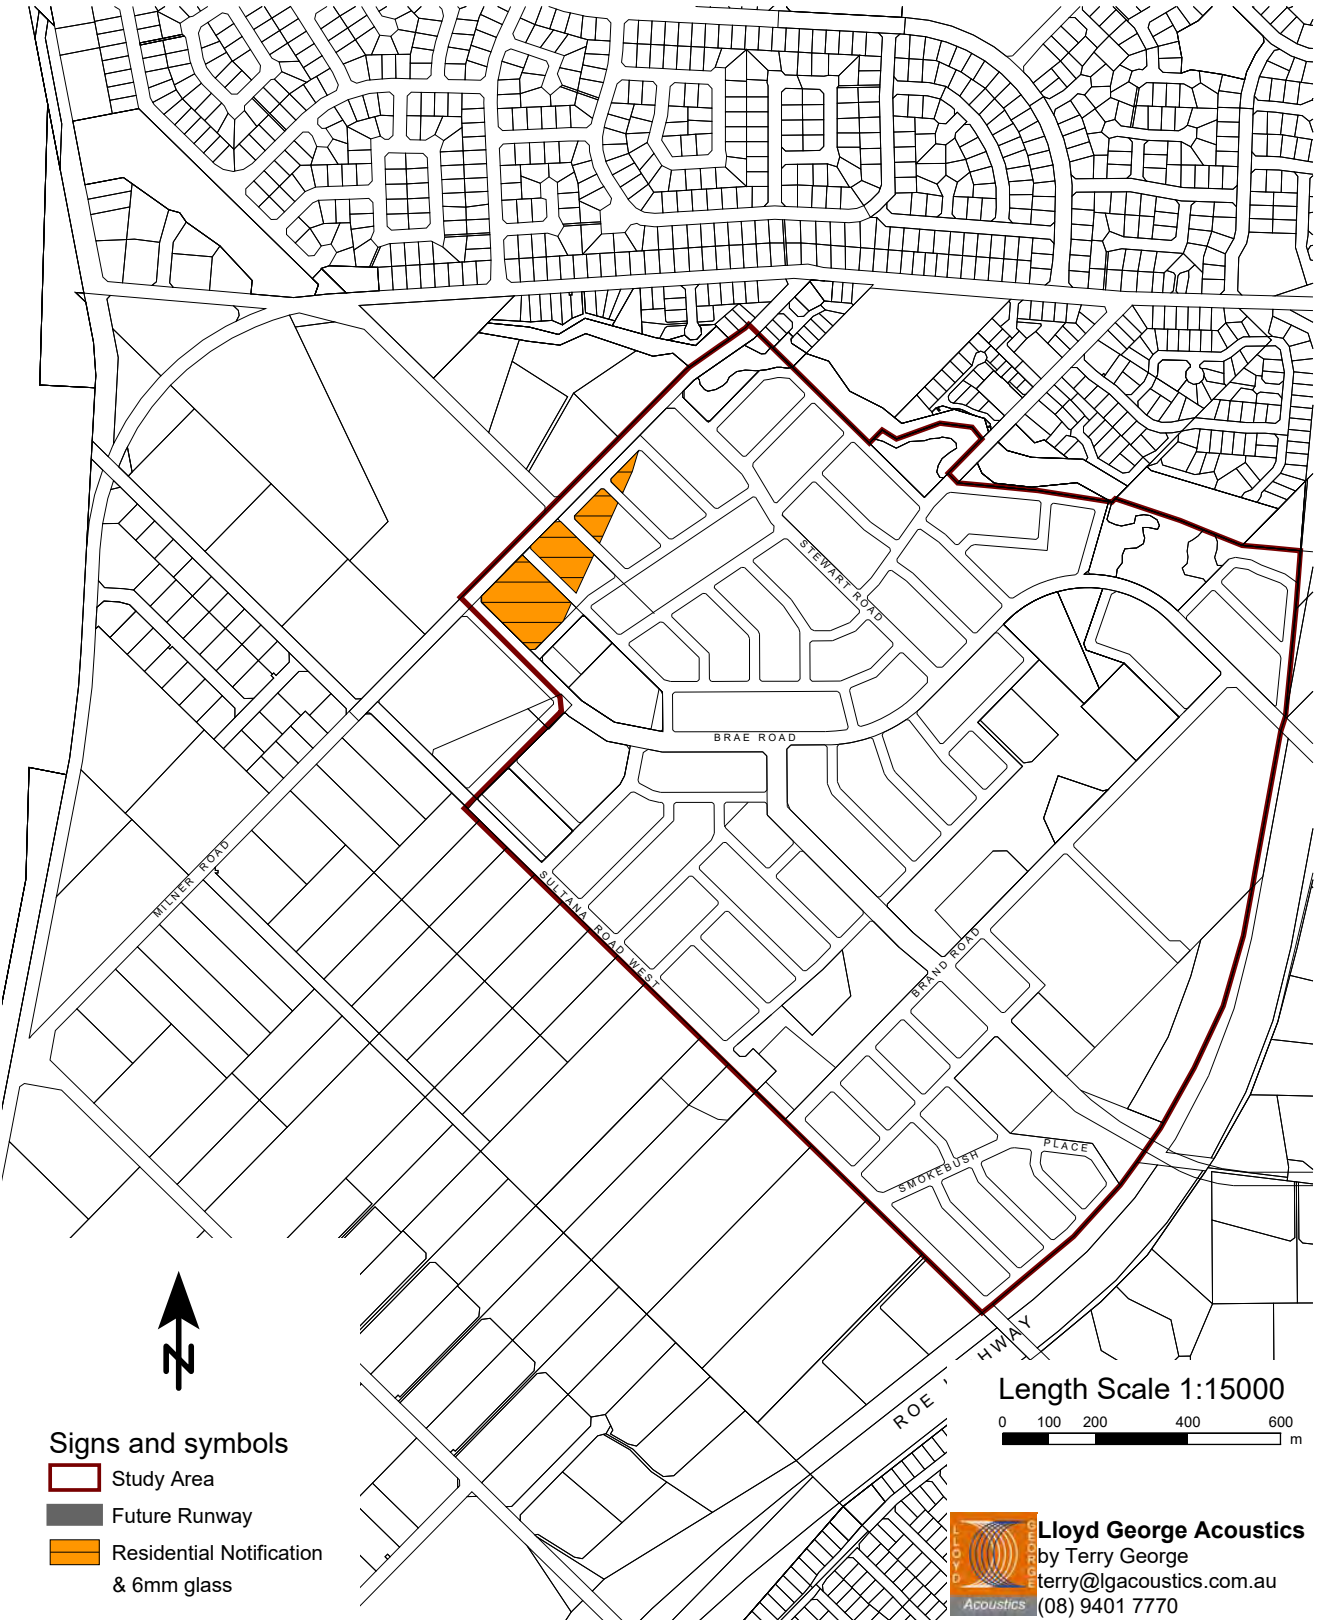 STEWART ROAD
BRAE ROAD
MILNER ROAD
SULTANA ROAD WEST
BRAND ROAD
SMOKEBUSH PLACE
ROE HWAY
N
Length Scale 1:15000
0 100 200 400 600
m
Signs and symbols
Study Area
Future Runway
Residential Notification
& 6mm glass
LLOYD
GEORGE
Acoustics
Lloyd George Acoustics
by Terry George
terry@lgacoustics.com.au
(08) 9401 7770